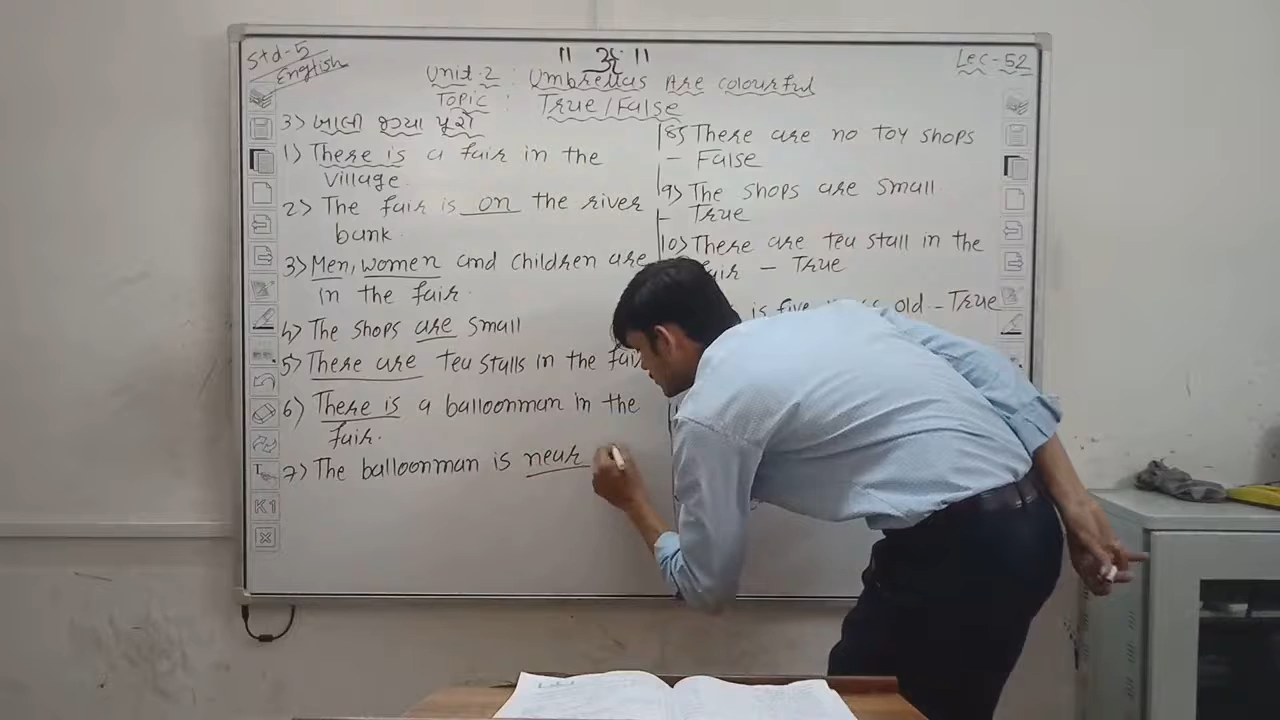 Std-5
English
" ૐ "
Lec-52
Unit-2 : Umbrellas Are colourful
Topic : True/False
3> ખાલી જગ્યા પૂરો
1> There is a fair in the
village.
2> The fair is on the river
bank.
3> Men, women and children are
in the fair.
4> The shops are small
5> There are tea stalls in the fair
6> There is a balloonman in the
fair.
7> The balloonman is near
8> There are no toy shops
- False
9> The shops are small
- True
10> There are tea stall in the
fair - True
is five old - True
T
K1